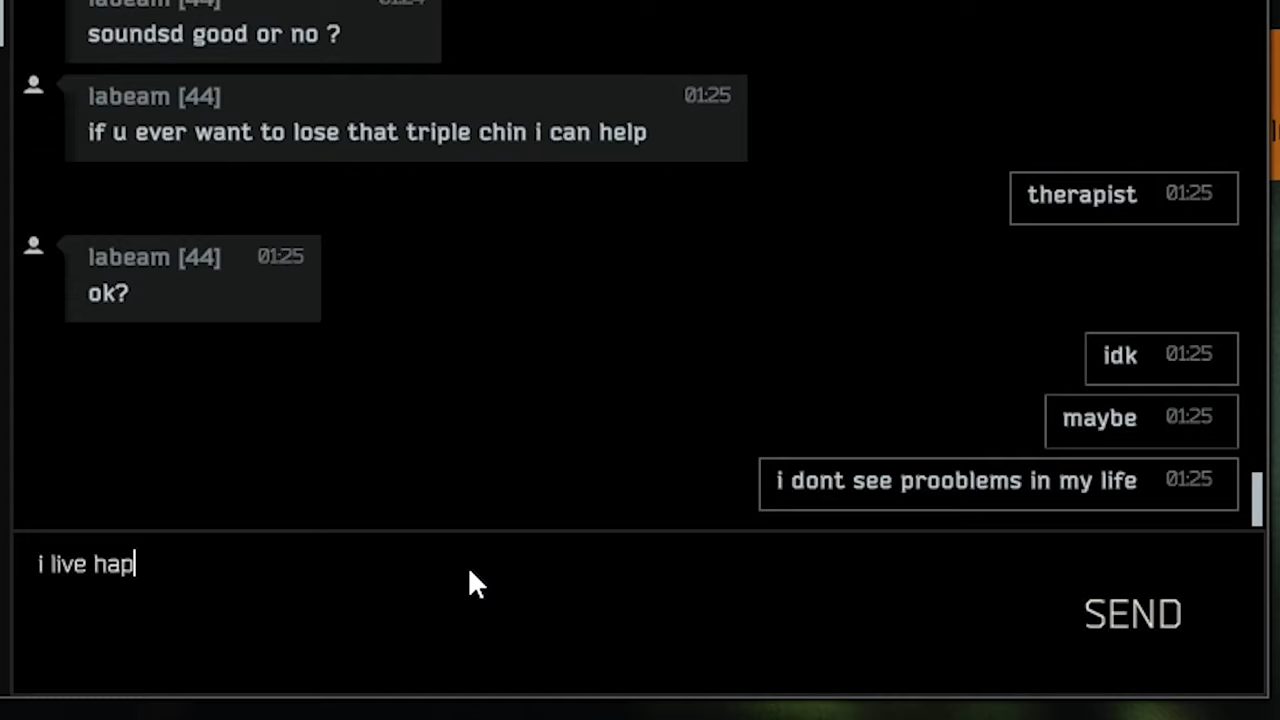 labeam [44] 01:24
soundsd good or no ?
labeam [44] 01:25
if u ever want to lose that triple chin i can help
therapist 01:25
labeam [44] 01:25
ok?
idk 01:25
maybe 01:25
i dont see prooblems in my life 01:25
i live hap
SEND